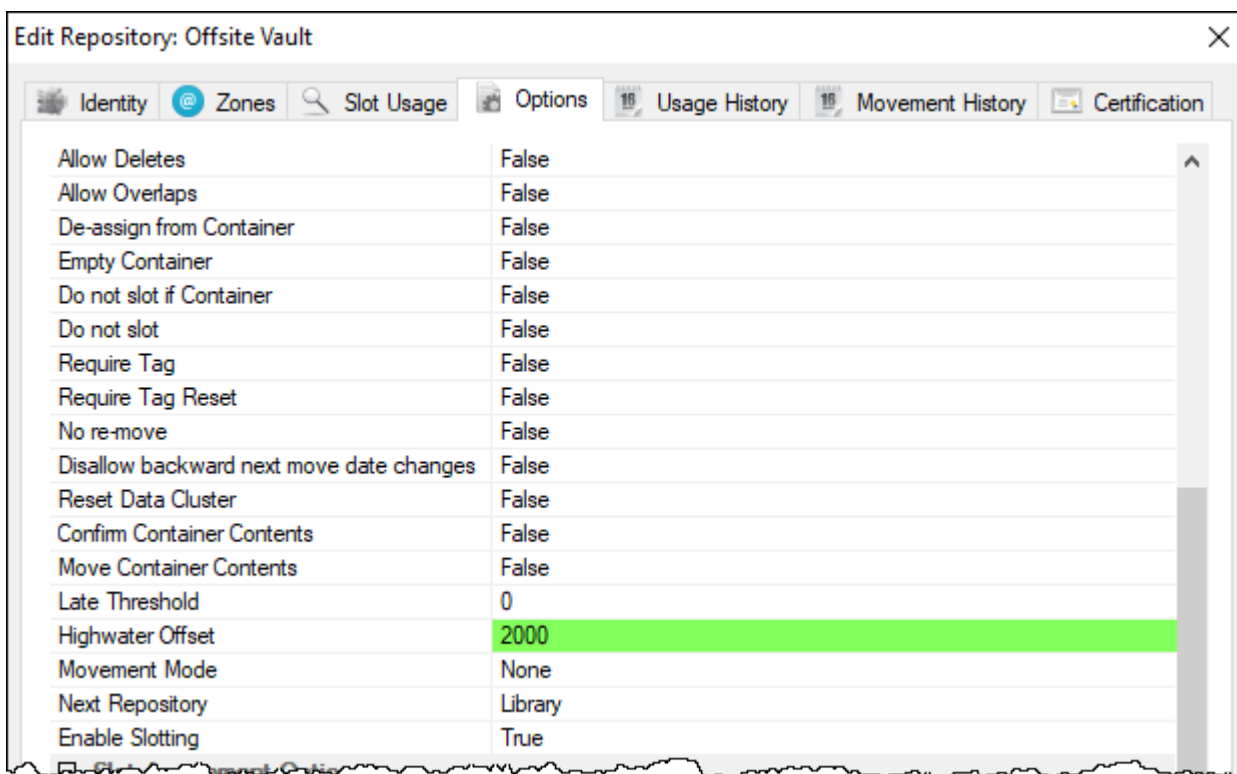 Edit Repository: Offsite Vault
Identity Zones Slot Usage Options Usage History Movement History Certification
Allow Deletes False
Allow Overlaps False
De-assign from Container False
Empty Container False
Do not slot if Container False
Do not slot False
Require Tag False
Require Tag Reset False
No re-move False
Disallow backward next move date changes False
Reset Data Cluster False
Confirm Container Contents False
Move Container Contents False
Late Threshold 0
Highwater Offset 2000
Movement Mode None
Next Repository Library
Enable Slotting True